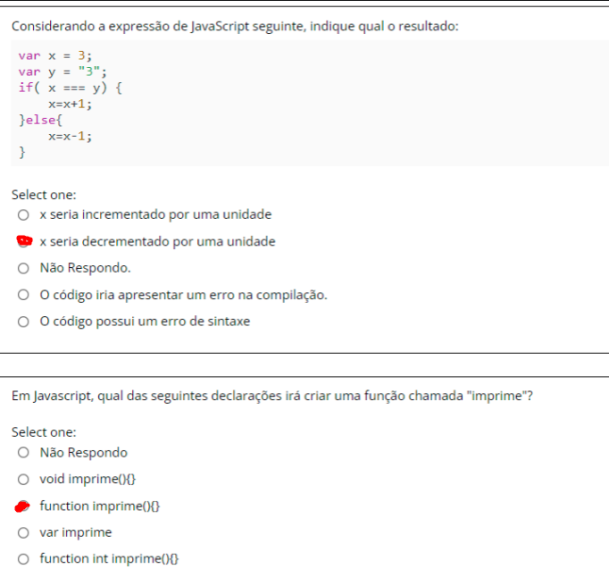 Considerando a expressão de JavaScript seguinte, indique qual o resultado:
var x = 3;
var y = "3";
if( x === y) {
x=x+1;
}else{
x=x-1;
}
Select one:
x seria incrementado por uma unidade
x seria decrementado por uma unidade
Não Respondo.
O código iria apresentar um erro na compilação.
O código possui um erro de sintaxe
Em Javascript, qual das seguintes declarações irá criar uma função chamada "imprime"?
Select one:
Não Respondo
void imprime(){}
function imprime(){}
var imprime
function int imprime(){}